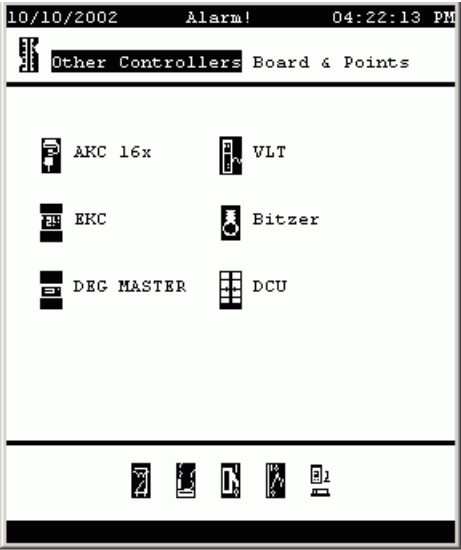 10/10/2002 Alarm! 04:22:13 PM
Other Controllers Board & Points
AKC 16x VLT
EKC Bitzer
DEG MASTER DCU